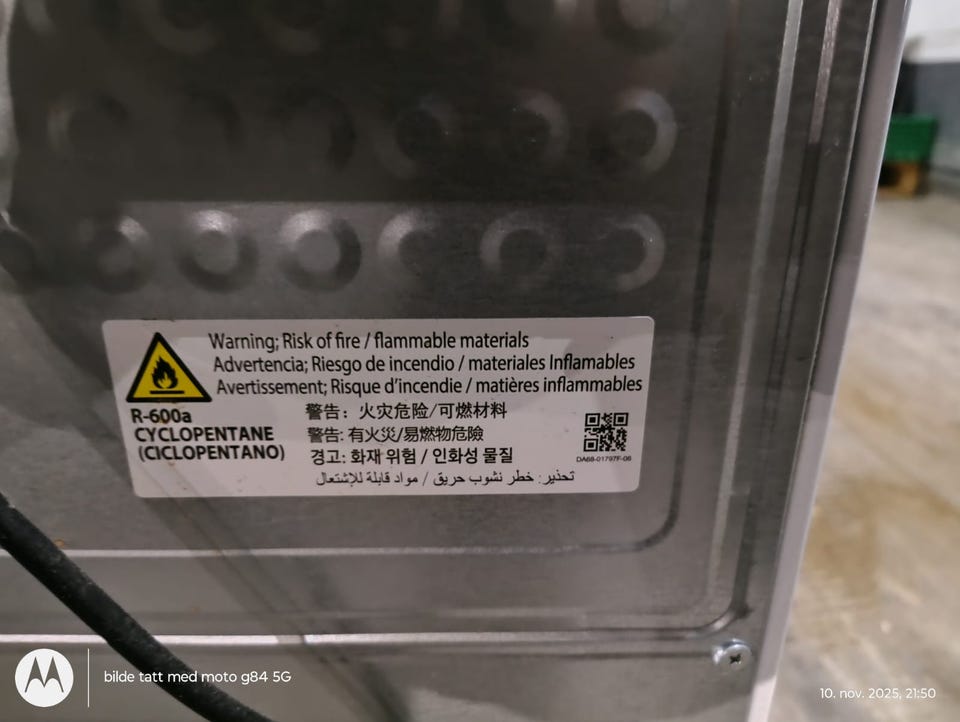 Warning; Risk of fire / flammable materials
Advertencia; Riesgo de incendio / materiales Inflamables
Avertissement; Risque d'incendie / matières inflammables
R-600a
CYCLOPENTANE
(CICLOPENTANO)
警告：火灾危险/可燃材料
警告: 有火災/易燃物危險
경고: 화재 위험 / 인화성 물질
تحذير: خطر نشوب حريق / مواد قابلة للإشتعال
DA68-01797F-06
bilde tatt med moto g84 5G
10. nov. 2025, 21:50